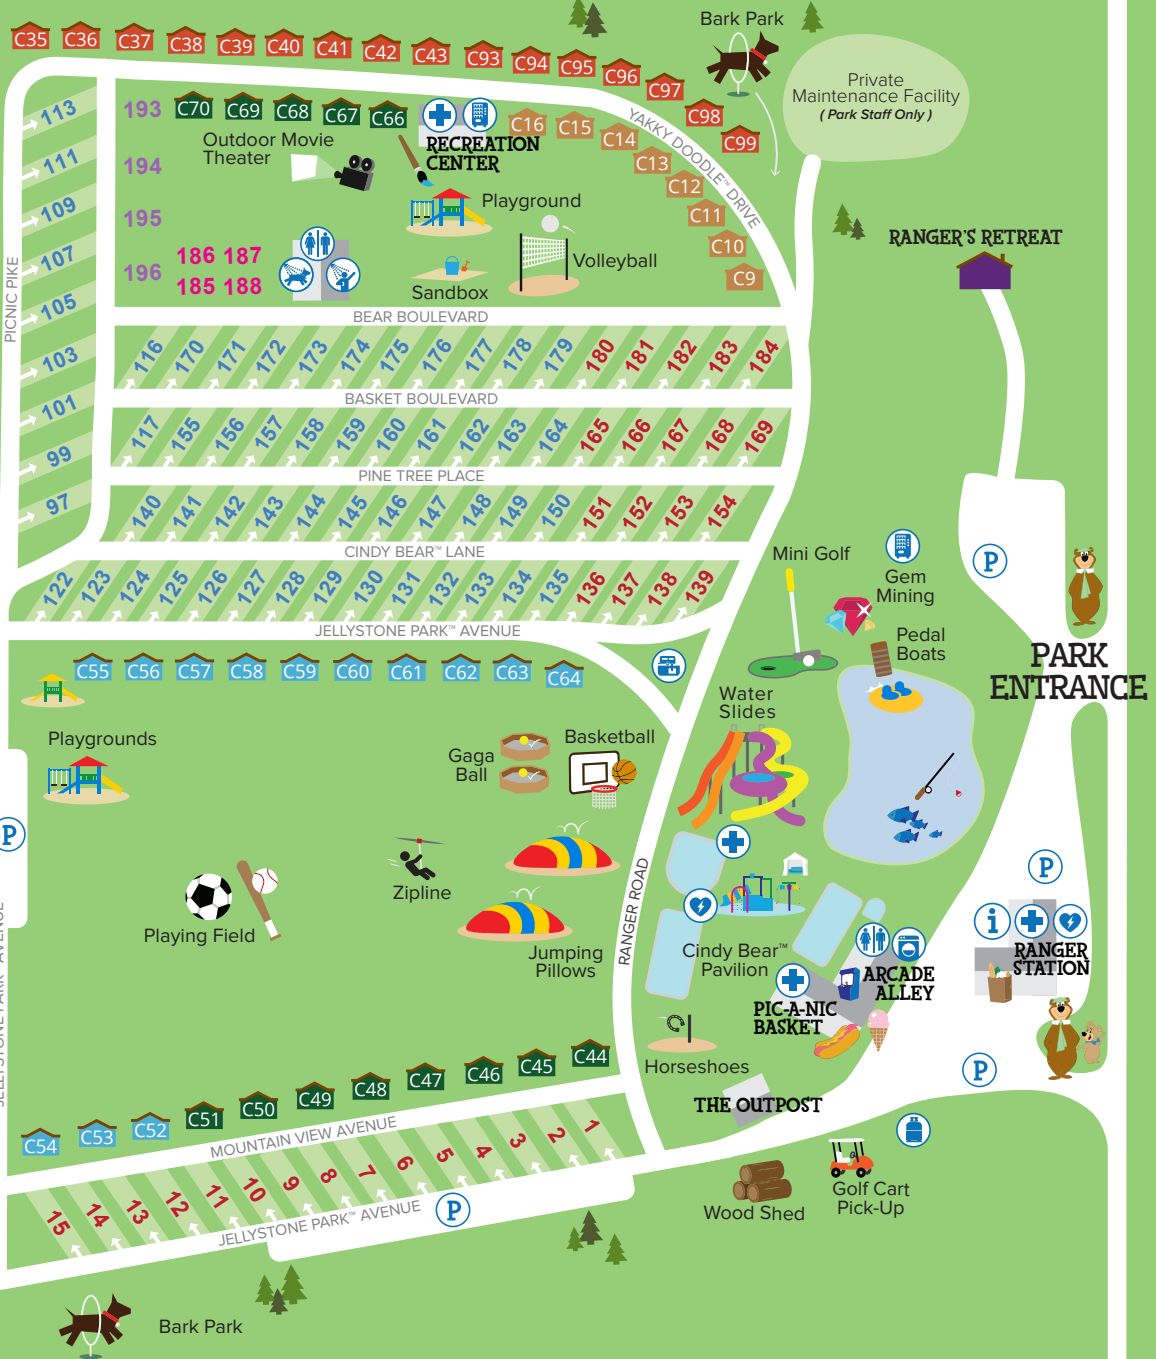 C35 C36 C37 C38 C39 C40 C41 C42 C43 C93 C94 C95 C96 C97 C98 C99
Bark Park
Private
Maintenance Facility
( Park Staff Only )
YAKKY DOODLE™ DRIVE
PICNIC PIKE
113
111
109
107
105
103
101
99
97
193
194
195
196
186 187
185 188
C70 C69 C68 C67 C66
Outdoor Movie
Theater
RECREATION
CENTER
C16 C15 C14 C13 C12 C11 C10 C9
Playground
Volleyball
Sandbox
RANGER'S RETREAT
BEAR BOULEVARD
116 170 171 172 173 174 175 176 177 178 179 180 181 182 183 184
BASKET BOULEVARD
117 155 156 157 158 159 160 161 162 163 164 165 166 167 168 169
PINE TREE PLACE
140 141 142 143 144 145 146 147 148 149 150 151 152 153 154
CINDY BEAR™ LANE
122 123 124 125 126 127 128 129 130 131 132 133 134 135 136 137 138 139
JELLYSTONE PARK™ AVENUE
C55 C56 C57 C58 C59 C60 C61 C62 C63 C64
Mini Golf
Gem
Mining
Pedal
Boats
P
PARK
ENTRANCE
Water
Slides
Playgrounds
Gaga
Ball
Basketball
P
Zipline
Playing Field
Jumping
Pillows
RANGER ROAD
Cindy Bear™
Pavilion
P
i
RANGER
STATION
ARCADE
ALLEY
PIC-A-NIC
BASKET
Horseshoes
P
THE OUTPOST
C54 C53 C52 C51 C50 C49 C48 C47 C46 C45 C44
MOUNTAIN VIEW AVENUE
15 14 13 12 11 10 9 8 7 6 5 4 3 2 1
JELLYSTONE PARK™ AVENUE
P
Wood Shed
Golf Cart
Pick-Up
Bark Park